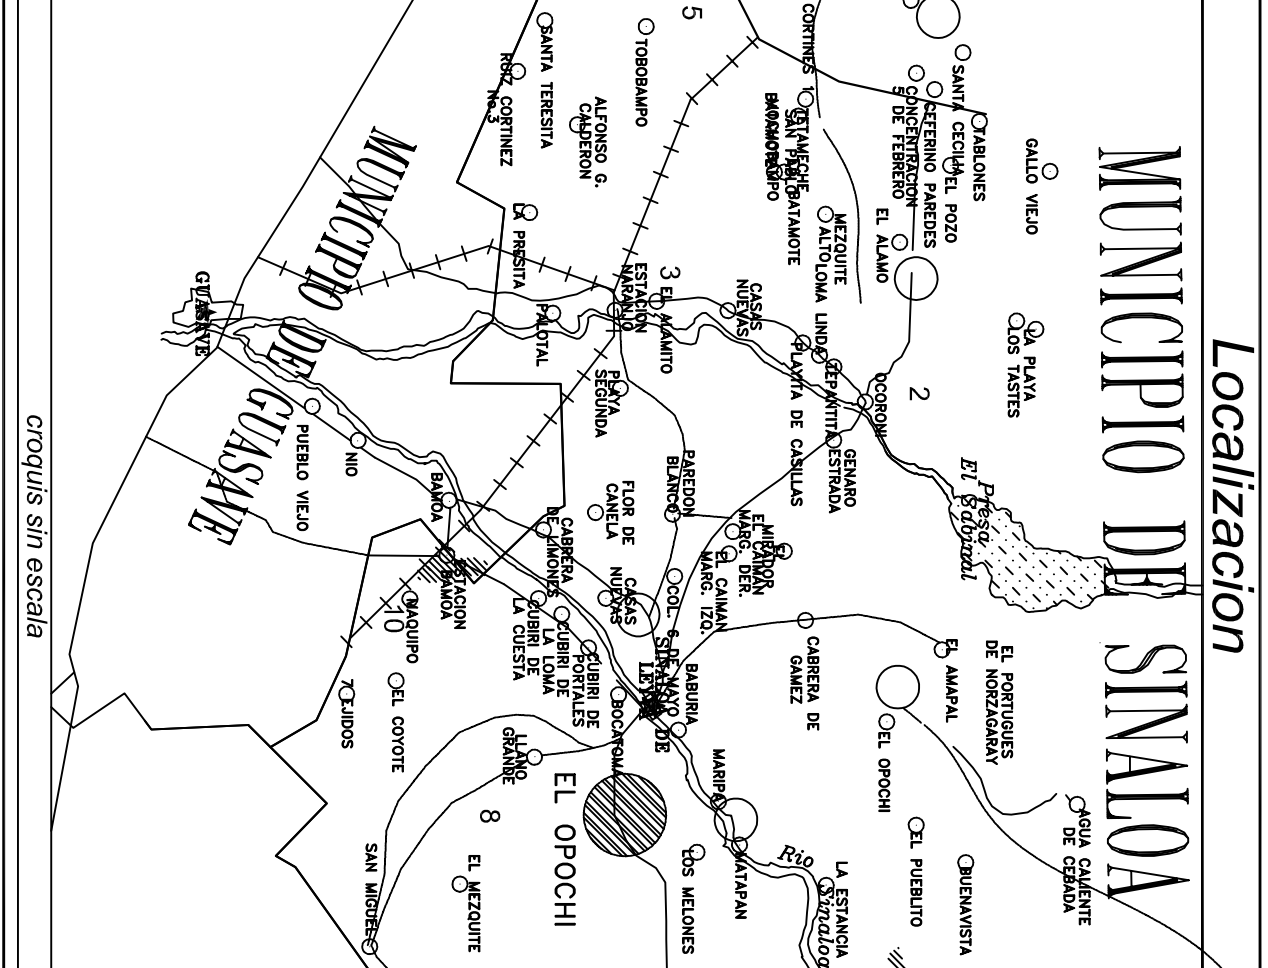 Localizacion
MUNICIPIO DE SINALOA
GALLO VIEJO
TABLONES
SANTA CECILIA
EL POZO
CEFERINO PAREDES
CONCENTRACION
5 DE FEBRERO
EL ALAMO
LA PLAYA
LOS TASTES
2
CORTINES 1
TETAMECHE
SAN PABLO
BATAMOTE
MEZQUITE
ALTO
LOMA LINDA
TEPANTITA
PLAYITA DE CASILLAS
OCORONI
GENARO
ESTRADA
Presa
El Sabinal
5
TOBOBAMPO
ALFONSO G.
CALDERON
SANTA TERESITA
RUIZ CORTINEZ
No.3
LA PRESITA
3
EL ALAMITO
ESTACION
NARANJO
CASAS
NUEVAS
PALOTAL
PLAYA
SEGUNDA
PAREDON
BLANCO
FLOR DE
CANELA
EL
MIRADOR
EL CAIMAN
MARG. DER.
EL CAIMAN
MARG. IZQ.
COL. 6 DE MAYO
CASAS
NUEVAS
CABRERA
DE LIMONES
CABRERA DE
GAMEZ
EL AMAPAL
EL PORTUGUES
DE NORZAGARAY
EL OPOCHI
AGUA CALIENTE
DE CEBADA
EL PUEBLITO
BUENAVISTA
LA ESTANCIA
Rio
Sinaloa
MATAPAN
MARIPA
LOS MELONES
BABURIA
SINALOA DE
LEYVA
BOCATOMA
CUBIRI DE
PORTALES
CUBIRI DE
LA LOMA
CUBIRI DE
LA CUESTA
EL OPOCHI
LLANO
GRANDE
8
EL MEZQUITE
SAN MIGUEL
EL COYOTE
7 EJIDOS
10
NAQUIPO
ESTACION
BAMOA
BAMOA
NIO
PUEBLO VIEJO
MUNICIPIO DE GUASAVE
GUASAVE
croquis sin escala